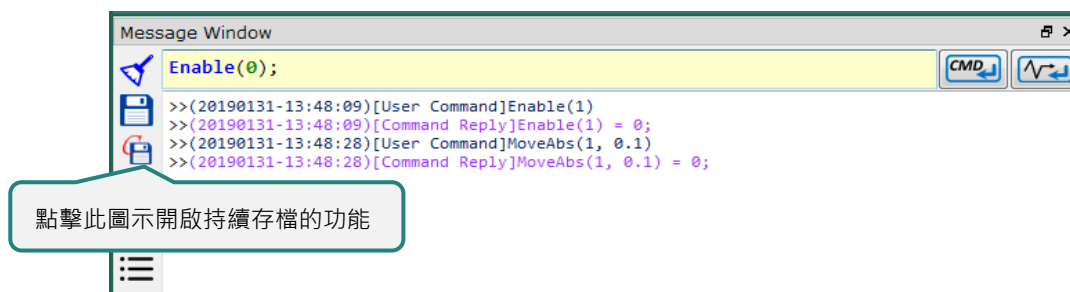 Message Window
Enable(0);
CMD
>>(20190131-13:48:09)[User Command]Enable(1)
>>(20190131-13:48:09)[Command Reply]Enable(1) = 0;
>>(20190131-13:48:28)[User Command]MoveAbs(1, 0.1)
>>(20190131-13:48:28)[Command Reply]MoveAbs(1, 0.1) = 0;
點擊此圖示開啟持續存檔的功能